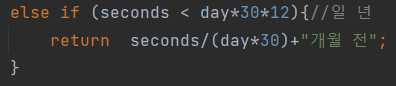 else if (seconds < day*30*12){//일 년
return  seconds/(day*30)+"개월 전";
}